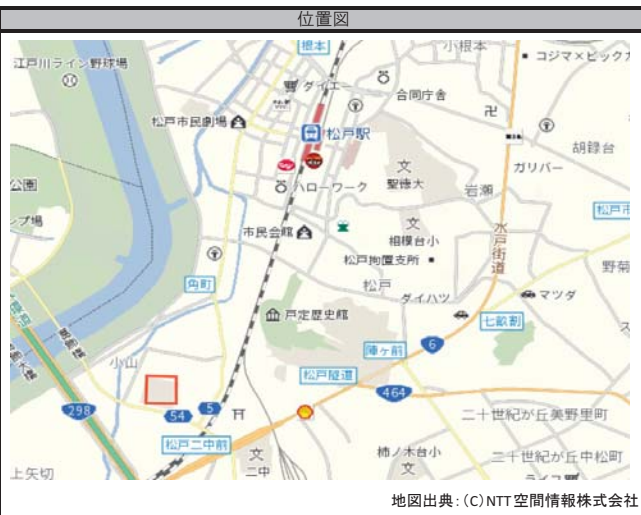 位置図
根本
小根本
江戸川ライン野球場
コジマ×ビックカ
ダイエー
合同庁舎
松戸市民劇場
松戸駅
胡録台
ガリバー
公園
ハローワーク
聖徳大
岩瀬
ンプ場
松戸市
市民会館
相模台小
水戸街道
松戸拘置支所
野菊
角町
松戸
ダイハツ
マツダ
戸定歴史館
七畝割
陣ヶ前
6
小山
松戸隧道
464
298
54
5
二十世紀が丘美野里町
松戸二中前
柿ノ木台小
二十世紀が丘中松町
上矢切
二中
地図出典：(C)NTT空間情報株式会社